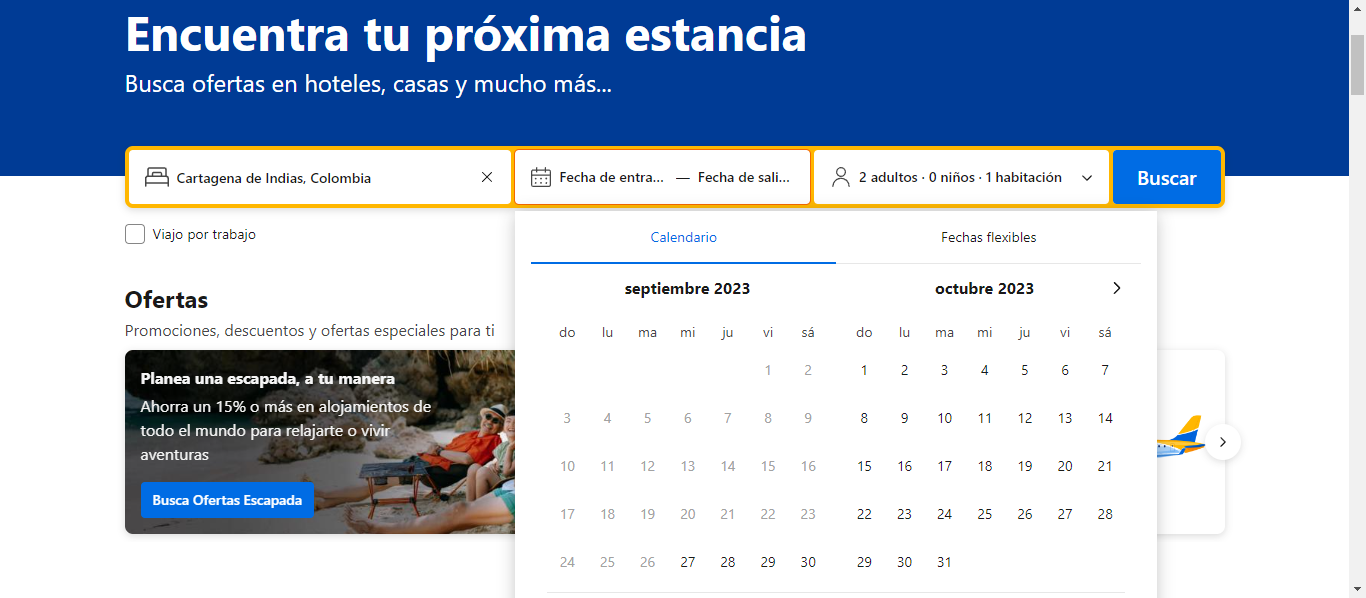 Encuentra tu próxima estancia
Busca ofertas en hoteles, casas y mucho más...
Cartagena de Indias, Colombia
Fecha de entra... — Fecha de sali...
2 adultos · 0 niños · 1 habitación
Buscar
Viajo por trabajo
Calendario Fechas flexibles
septiembre 2023
do lu ma mi ju vi sá
1 2
3 4 5 6 7 8 9
10 11 12 13 14 15 16
17 18 19 20 21 22 23
24 25 26 27 28 29 30
octubre 2023
do lu ma mi ju vi sá
1 2 3 4 5 6 7
8 9 10 11 12 13 14
15 16 17 18 19 20 21
22 23 24 25 26 27 28
29 30 31
Ofertas
Promociones, descuentos y ofertas especiales para ti
Planea una escapada, a tu manera
Ahorra un 15% o más en alojamientos de
todo el mundo para relajarte o vivir
aventuras
Busca Ofertas Escapada